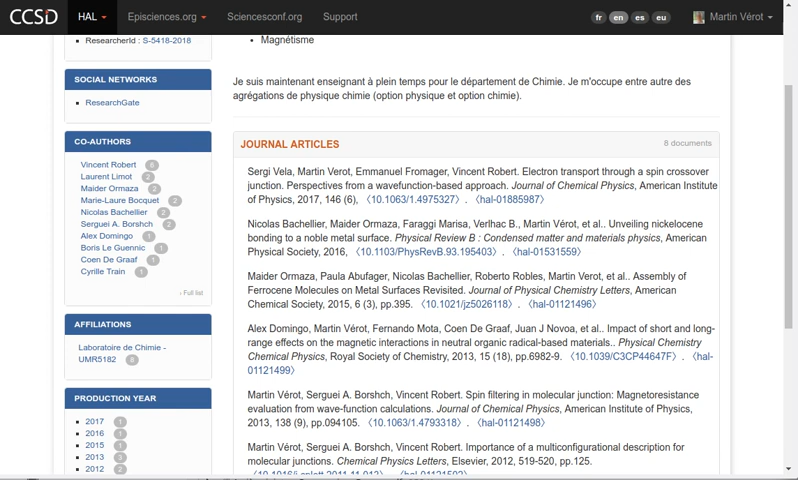 CCSD HAL Episciences.org Sciencesconf.org Support fr en es eu Martin Vérot
ResearcherId : S-5418-2018
SOCIAL NETWORKS
ResearchGate
CO-AUTHORS
Vincent Robert 6
Laurent Limot 2
Maider Ormaza 2
Marie-Laure Bocquet 2
Nicolas Bachellier 2
Serguei A. Borshch 2
Alex Domingo 1
Boris Le Guennic 1
Coen De Graaf 1
Cyrille Train 1
› Full list
AFFILIATIONS
Laboratoire de Chimie -
UMR5182 8
PRODUCTION YEAR
2017 1
2016 1
2015 1
2013 3
2012 2
Magnétisme
Je suis maintenant enseignant à plein temps pour le département de Chimie. Je m'occupe entre autre des
agrégations de physique chimie (option physique et option chimie).
JOURNAL ARTICLES 8 documents
Sergi Vela, Martin Verot, Emmanuel Fromager, Vincent Robert. Electron transport through a spin crossover
junction. Perspectives from a wavefunction-based approach. Journal of Chemical Physics, American Institute
of Physics, 2017, 146 (6), 〈10.1063/1.4975327〉. 〈hal-01885987〉
Nicolas Bachellier, Maider Ormaza, Faraggi Marisa, Verlhac B., Martin Vérot, et al.. Unveiling nickelocene
bonding to a noble metal surface. Physical Review B : Condensed matter and materials physics, American
Physical Society, 2016, 〈10.1103/PhysRevB.93.195403〉. 〈hal-01531559〉
Maider Ormaza, Paula Abufager, Nicolas Bachellier, Roberto Robles, Martin Verot, et al.. Assembly of
Ferrocene Molecules on Metal Surfaces Revisited. Journal of Physical Chemistry Letters, American
Chemical Society, 2015, 6 (3), pp.395. 〈10.1021/jz5026118〉. 〈hal-01121496〉
Alex Domingo, Martin Vérot, Fernando Mota, Coen De Graaf, Juan J Novoa, et al.. Impact of short and long-
range effects on the magnetic interactions in neutral organic radical-based materials.. Physical Chemistry
Chemical Physics, Royal Society of Chemistry, 2013, 15 (18), pp.6982-9. 〈10.1039/C3CP44647F〉. 〈hal-
01121499〉
Martin Vérot, Serguei A. Borshch, Vincent Robert. Spin filtering in molecular junction: Magnetoresistance
evaluation from wave-function calculations. Journal of Chemical Physics, American Institute of Physics,
2013, 138 (9), pp.094105. 〈10.1063/1.4793318〉. 〈hal-01121498〉
Martin Vérot, Serguei A. Borshch, Vincent Robert. Importance of a multiconfigurational description for
molecular junctions. Chemical Physics Letters, Elsevier, 2012, 519-520, pp.125.